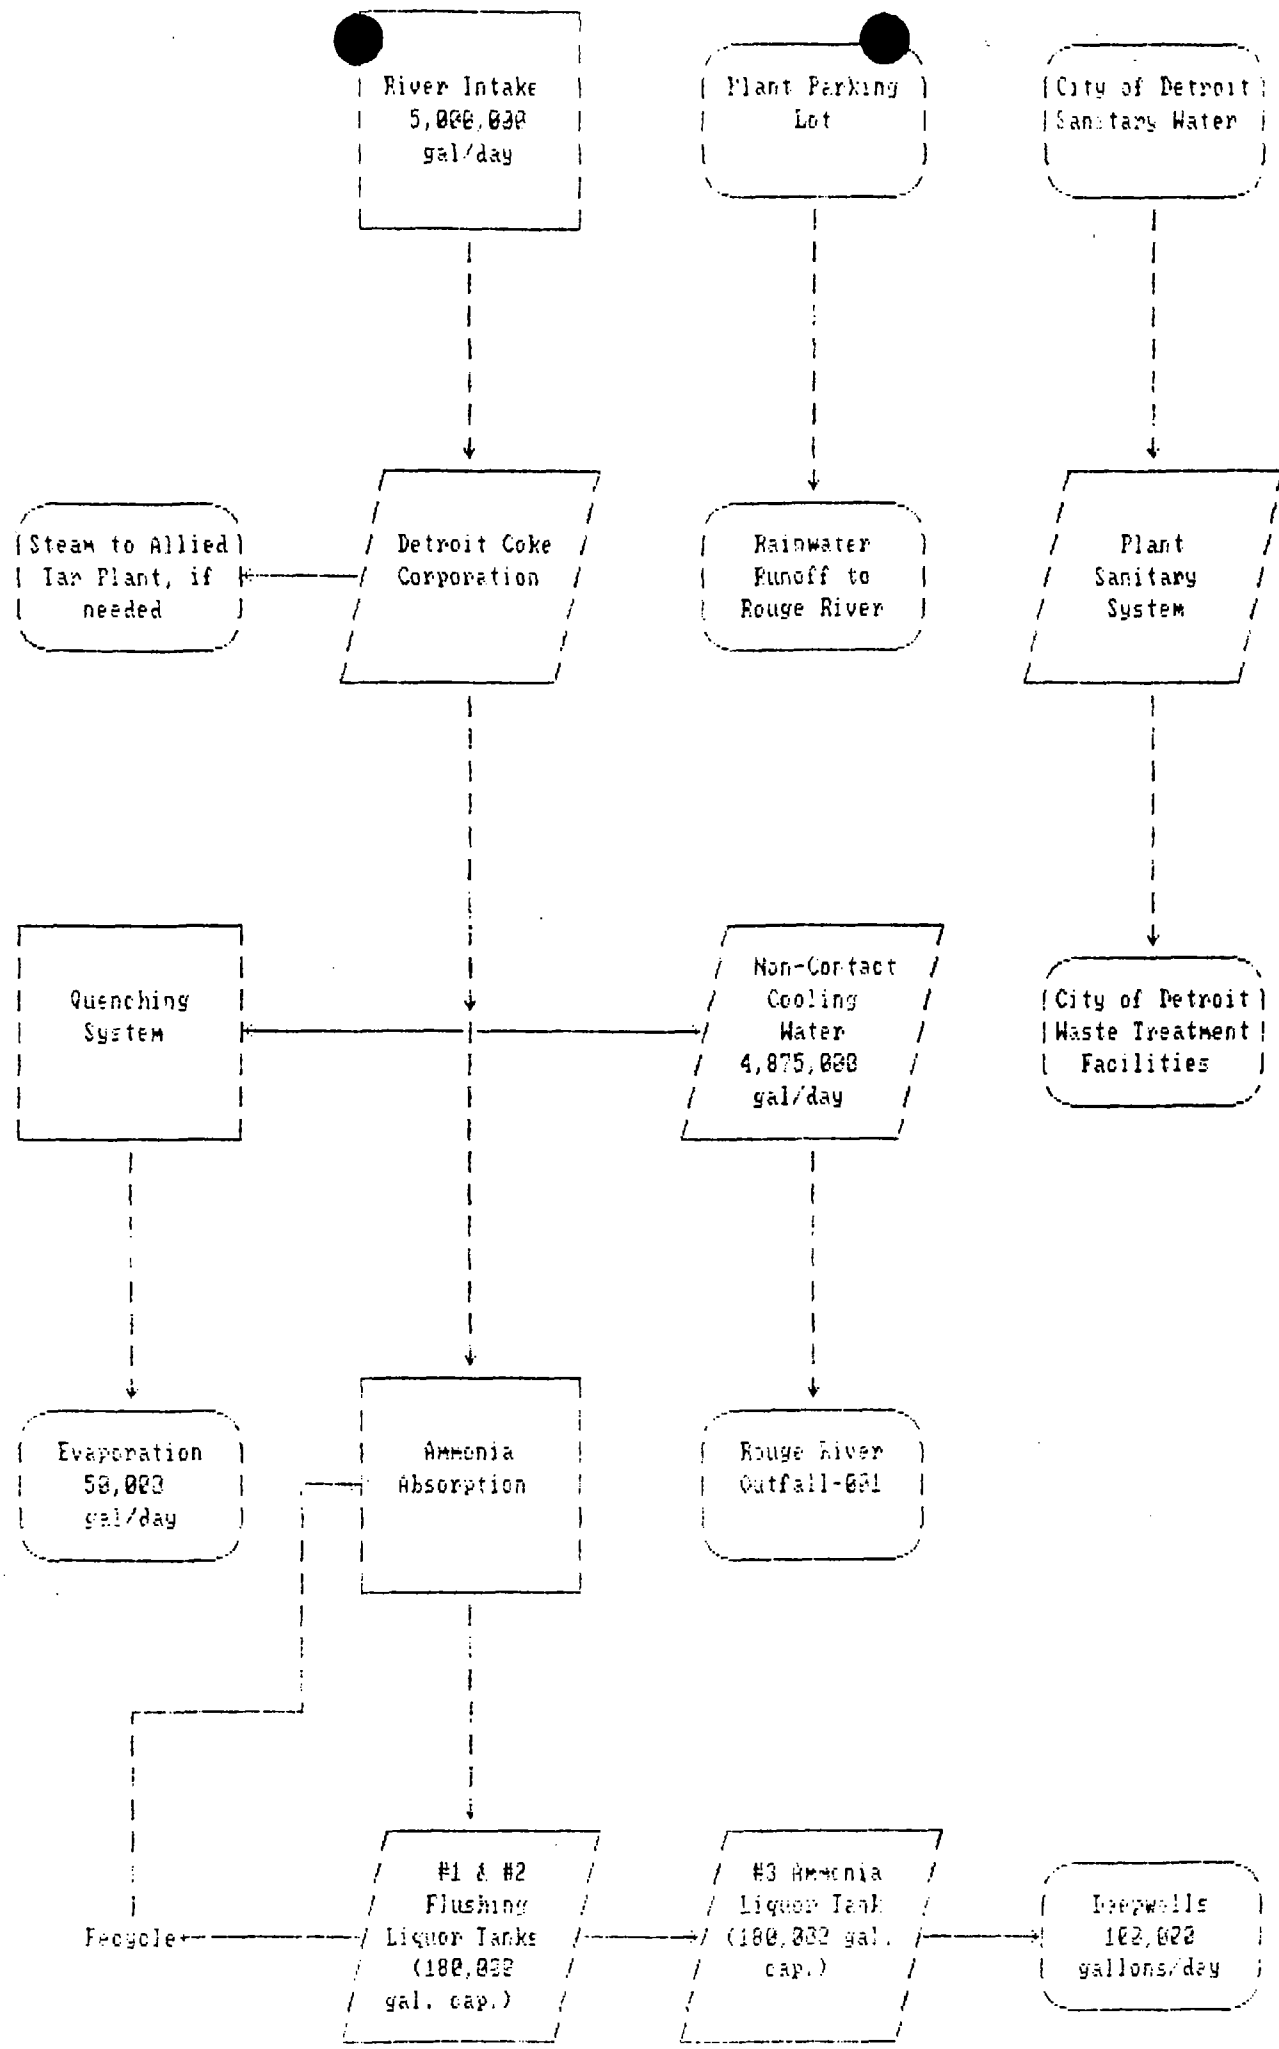 River Intake
5,000,000
gal/day
Plant Parking
Lot
City of Detroit
Sanitary Water
Steam to Allied
Tar Plant, if
needed
Detroit Coke
Corporation
Rainwater
Runoff to
Rouge River
Plant
Sanitary
System
Quenching
System
Non-Contact
Cooling
Water
4,875,000
gal/day
City of Detroit
Waste Treatment
Facilities
Evaporation
50,000
gal/day
Ammonia
Absorption
Rouge River
Outfall-001
Recycle
#1 & #2
Flushing
Liquor Tanks
(180,000
gal. cap.)
#3 Ammonia
Liquor Tank
(180,000 gal.
cap.)
Deepwells
100,000
gallons/day